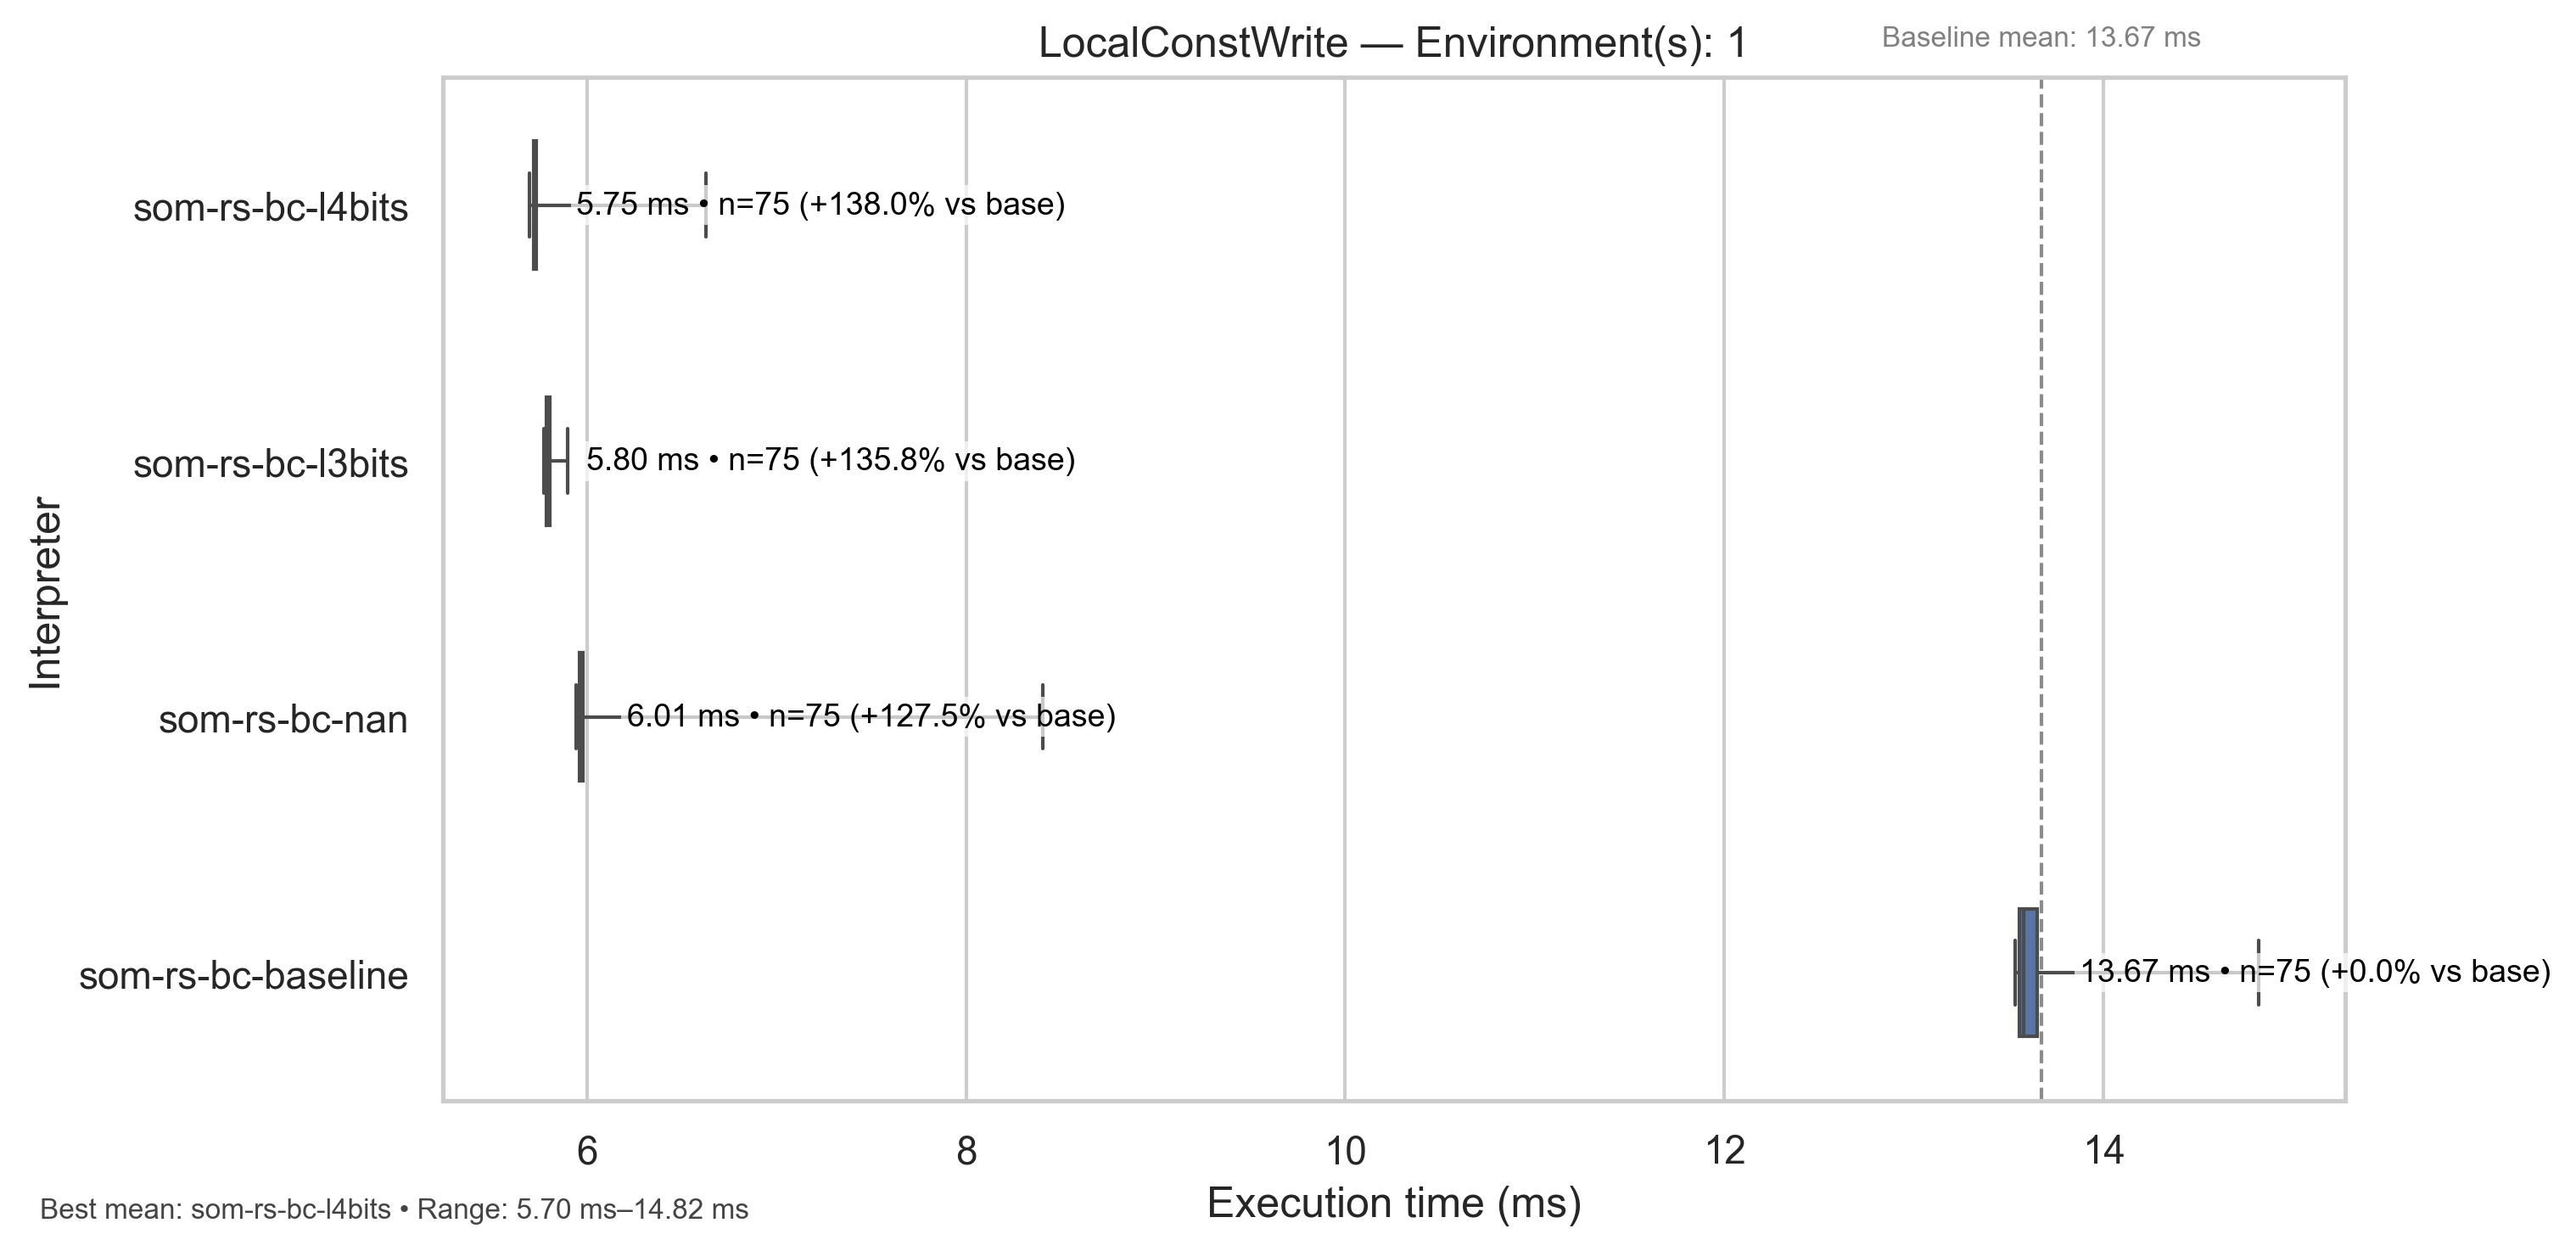 LocalConstWrite — Environment(s): 1
Baseline mean: 13.67 ms
Interpreter
som-rs-bc-l4bits
5.75 ms • n=75 (+138.0% vs base)
som-rs-bc-l3bits
5.80 ms • n=75 (+135.8% vs base)
som-rs-bc-nan
6.01 ms • n=75 (+127.5% vs base)
som-rs-bc-baseline
13.67 ms • n=75 (+0.0% vs base)
6 8 10 12 14
Execution time (ms)
Best mean: som-rs-bc-l4bits • Range: 5.70 ms–14.82 ms